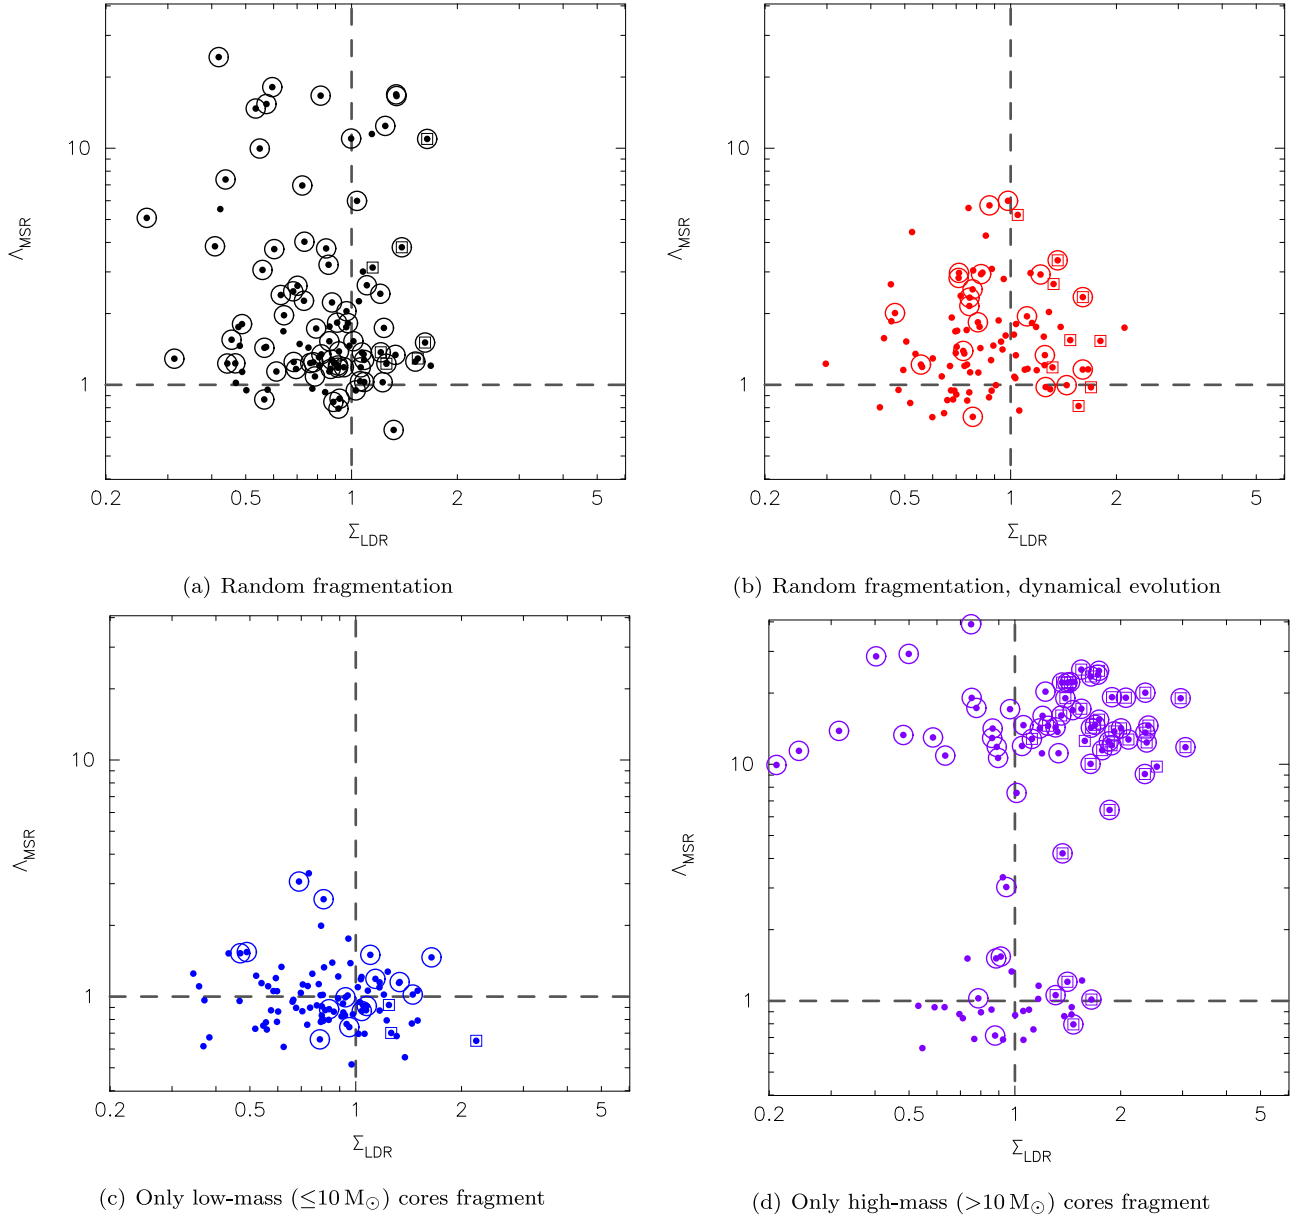 10
1
Λ_MSR
0.2 0.5 1 2 5
Σ_LDR
(a) Random fragmentation
10
1
Λ_MSR
0.2 0.5 1 2 5
Σ_LDR
(b) Random fragmentation, dynamical evolution
10
1
Λ_MSR
0.2 0.5 1 2 5
Σ_LDR
(c) Only low-mass (≤10 M⊙) cores fragment
10
1
Λ_MSR
0.2 0.5 1 2 5
Σ_LDR
(d) Only high-mass (>10 M⊙) cores fragment